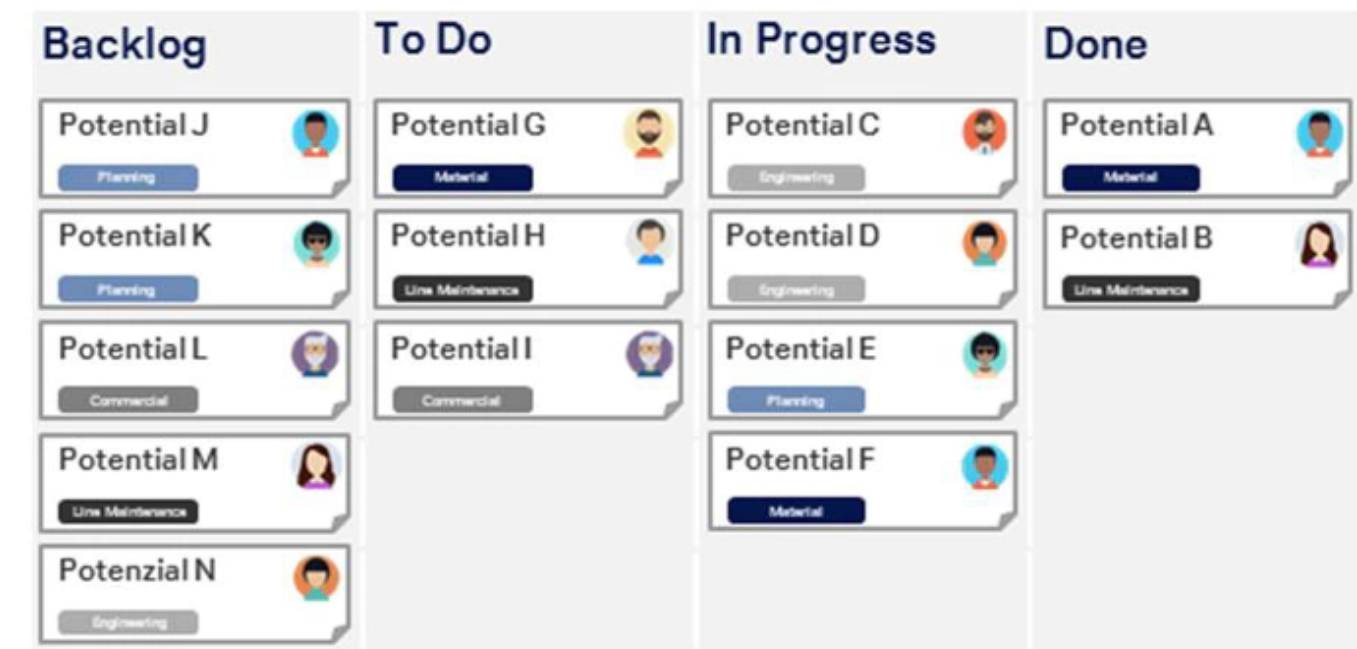 Backlog
Potential J
Planning
Potential K
Planning
Potential L
Commercial
Potential M
Line Maintenance
Potenzial N
Engineering
To Do
Potential G
Material
Potential H
Line Maintenance
Potential I
Commercial
In Progress
Potential C
Engineering
Potential D
Engineering
Potential E
Planning
Potential F
Material
Done
Potential A
Material
Potential B
Line Maintenance